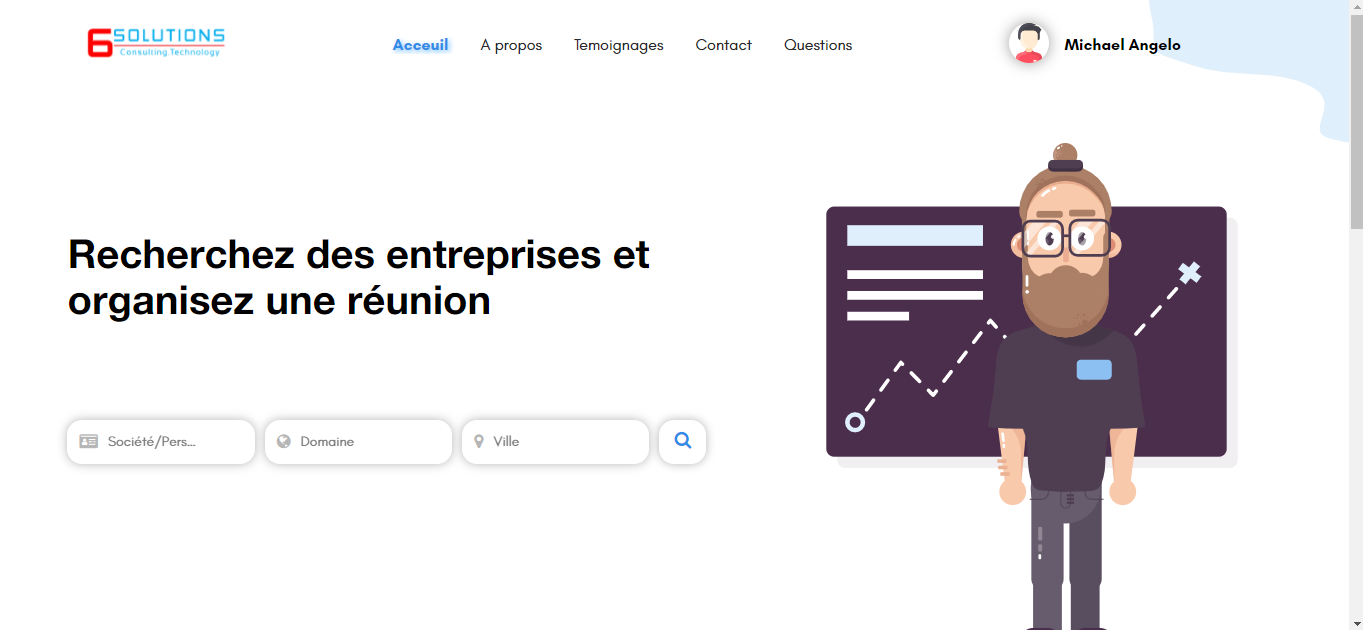 6SOLUTIONS
Consulting Technology
Acceuil
A propos
Temoignages
Contact
Questions
Michael Angelo
Recherchez des entreprises et
organisez une réunion
Société/Pers...
Domaine
Ville